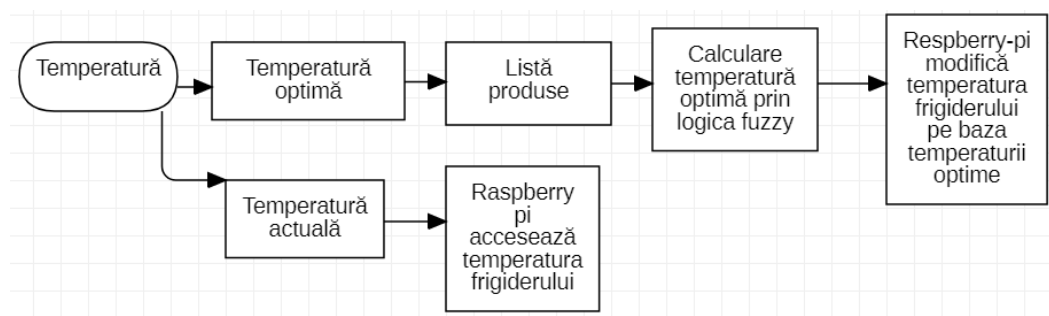 Temperatură
Temperatură
optimă
Listă
produse
Calculare
temperatură
optimă prin
logica fuzzy
Respberry-pi
modifică
temperatura
frigiderului
pe baza
temperaturii
optime
Temperatură
actuală
Raspberry
pi
accesează
temperatura
frigiderului